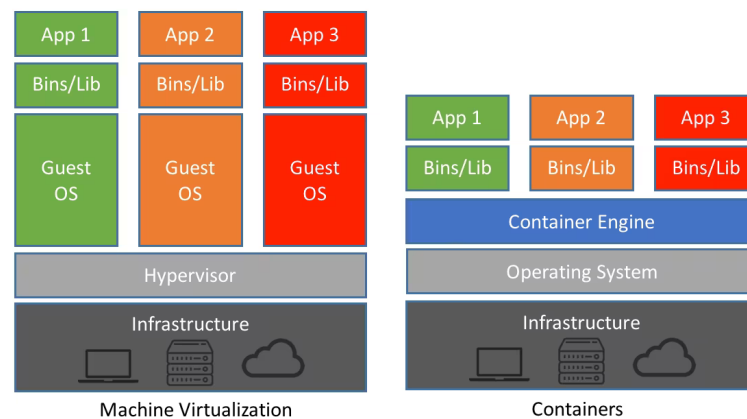 App 1
App 2
App 3
Bins/Lib
Bins/Lib
Bins/Lib
Guest
OS
Guest
OS
Guest
OS
Hypervisor
Infrastructure
Machine Virtualization
App 1
App 2
App 3
Bins/Lib
Bins/Lib
Bins/Lib
Container Engine
Operating System
Infrastructure
Containers